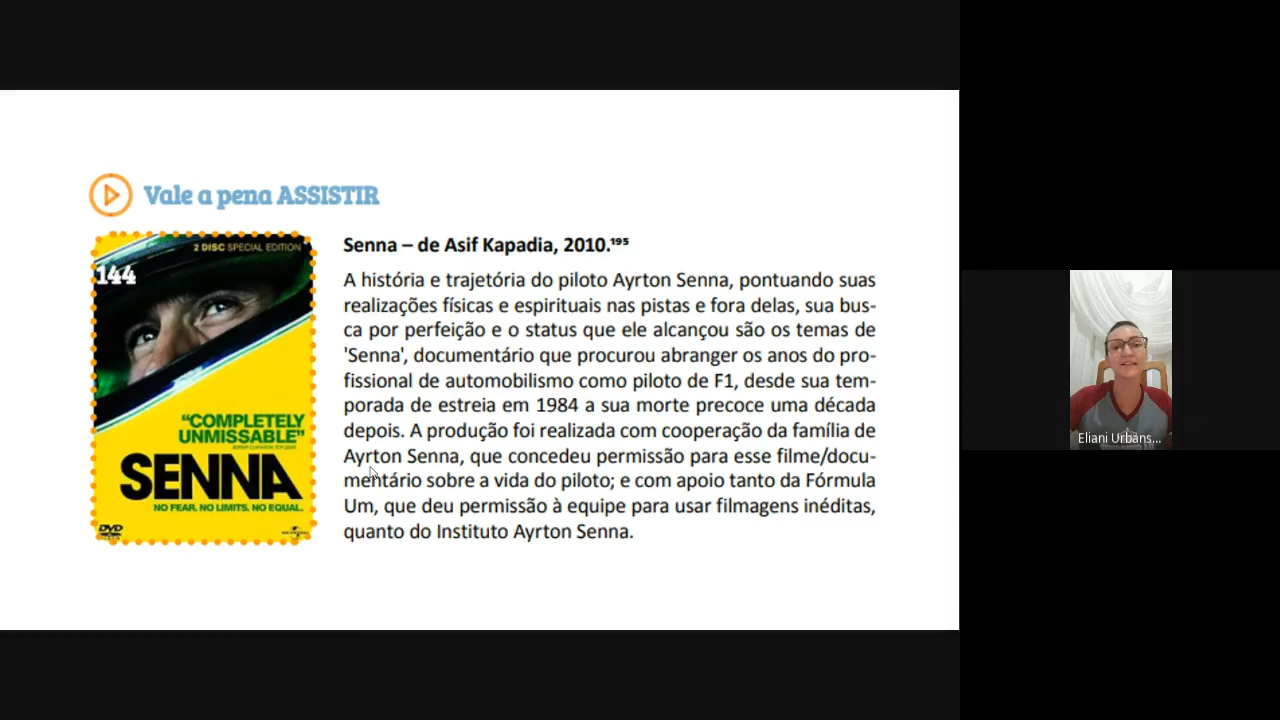 Vale a pena ASSISTIR
2 DISC SPECIAL EDITION
144
“COMPLETELY
UNMISSABLE”
SENNA
NO FEAR. NO LIMITS. NO EQUAL.
DVD
Senna – de Asif Kapadia, 2010.¹⁹⁵
A história e trajetória do piloto Ayrton Senna, pontuando suas
realizações físicas e espirituais nas pistas e fora delas, sua bus-
ca por perfeição e o status que ele alcançou são os temas de
'Senna', documentário que procurou abranger os anos do pro-
fissional de automobilismo como piloto de F1, desde sua tem-
porada de estreia em 1984 a sua morte precoce uma década
depois. A produção foi realizada com cooperação da família de
Ayrton Senna, que concedeu permissão para esse filme/docu-
mentário sobre a vida do piloto; e com apoio tanto da Fórmula
Um, que deu permissão à equipe para usar filmagens inéditas,
quanto do Instituto Ayrton Senna.
Eliani Urbans...